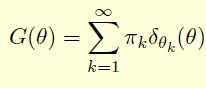 G(θ) = ∑_{k=1}^{∞} π_k δ_{θ_k}(θ)